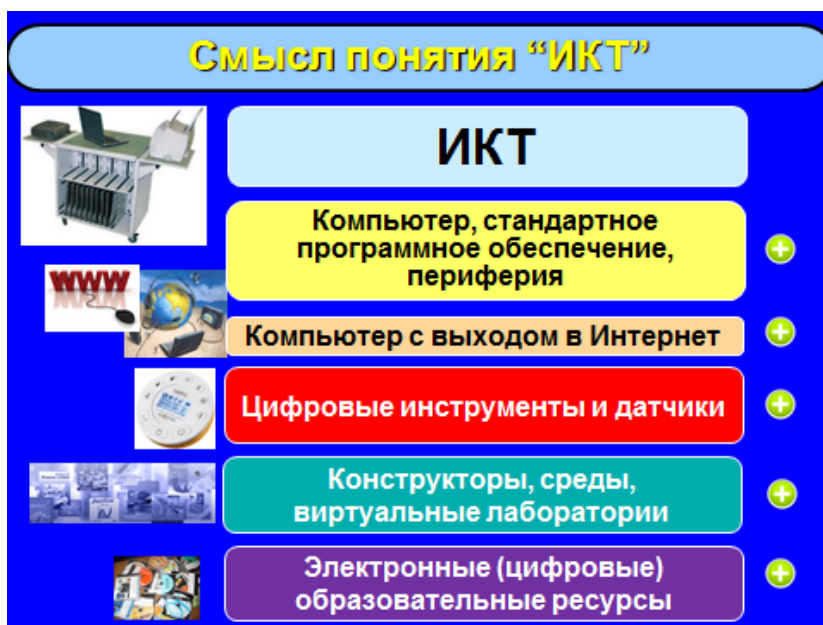 Смысл понятия “ИКТ”
ИКТ
Компьютер, стандартное
программное обеспечение,
периферия
WWW
Компьютер с выходом в Интернет
Цифровые инструменты и датчики
Конструкторы, среды,
виртуальные лаборатории
Электронные (цифровые)
образовательные ресурсы